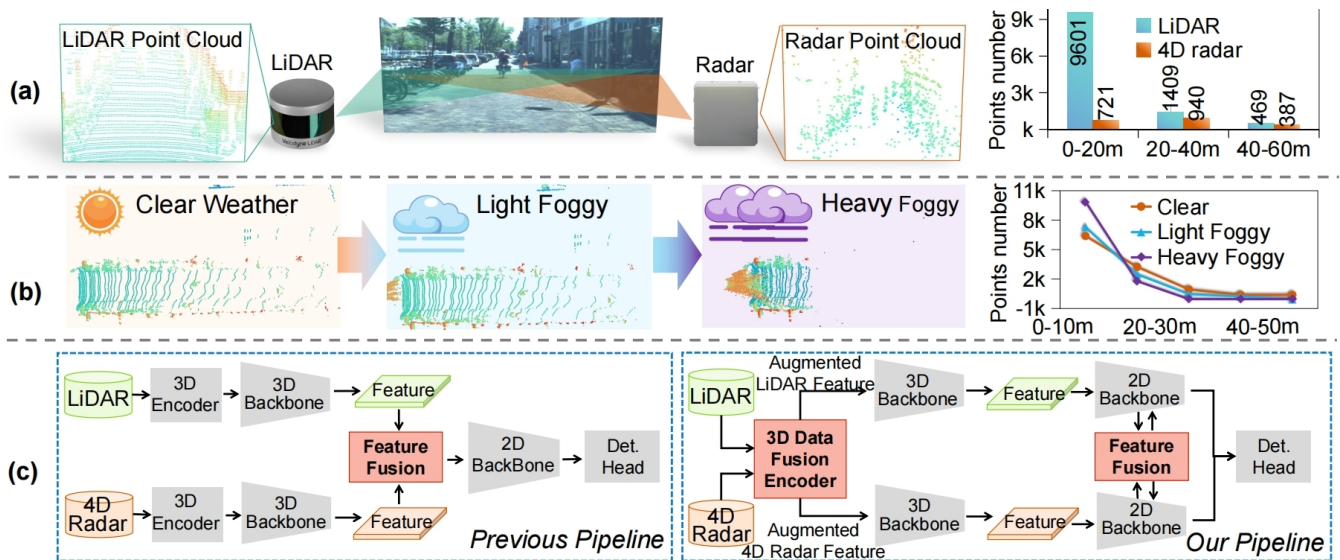 (a)
LiDAR Point Cloud
LiDAR
Velodyne LiDAR
Radar
Radar Point Cloud
Points number
9k
6k
3k
k
LiDAR
4D radar
9601
721
1409
940
469
387
0-20m
20-40m
40-60m
(b)
Clear Weather
Light Foggy
Heavy Foggy
Points number
11k
8k
5k
2k
-1k
Clear
Light Foggy
Heavy Foggy
0-10m
20-30m
40-50m
(c)
LiDAR
3D
Encoder
3D
Backbone
Feature
Feature
Fusion
2D
BackBone
Det.
Head
4D
Radar
3D
Encoder
3D
Backbone
Feature
Previous Pipeline
LiDAR
Augmented
LiDAR Feature
3D
Backbone
Feature
2D
Backbone
3D Data
Fusion
Encoder
Feature
Fusion
Det.
Head
4D
Radar
Augmented
4D Radar Feature
3D
Backbone
Feature
2D
Backbone
Our Pipeline